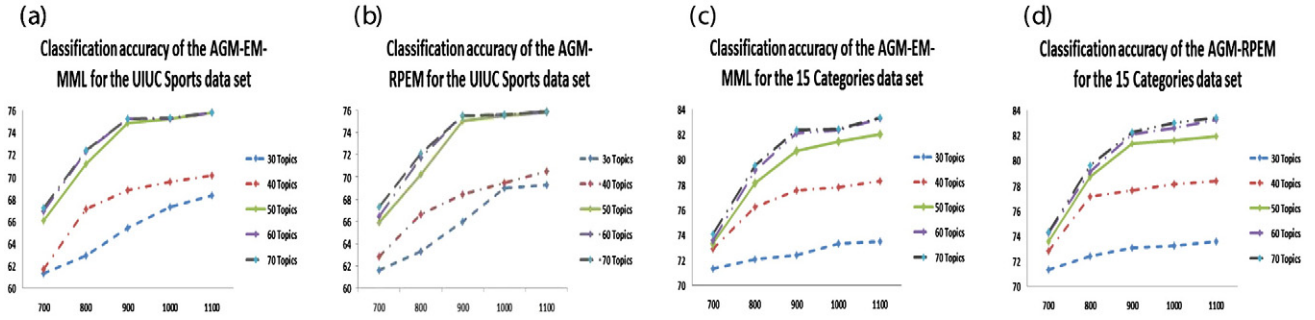 (a)
Classification accuracy of the AGM-EM-
MML for the UIUC Sports data set
76
74
72
70
68
66
64
62
60
700 800 900 1000 1100
30 Topics
40 Topics
50 Topics
60 Topics
70 Topics
(b)
Classification accuracy of the AGM-
RPEM for the UIUC Sports data set
76
74
72
70
68
66
64
62
60
700 800 900 1000 1100
30 Topics
40 Topics
50 Topics
60 Topics
70 Topics
(c)
Classification accuracy of the AGM-EM-
MML for the 15 Categories data set
84
82
80
78
76
74
72
70
700 800 900 1000 1100
30 Topics
40 Topics
50 Topics
60 Topics
70 Topics
(d)
Classification accuracy of the AGM-RPEM
for the 15 Categories data set
84
82
80
78
76
74
72
70
700 800 900 1000 1100
30 Topics
40 Topics
50 Topics
60 Topics
70 Topics